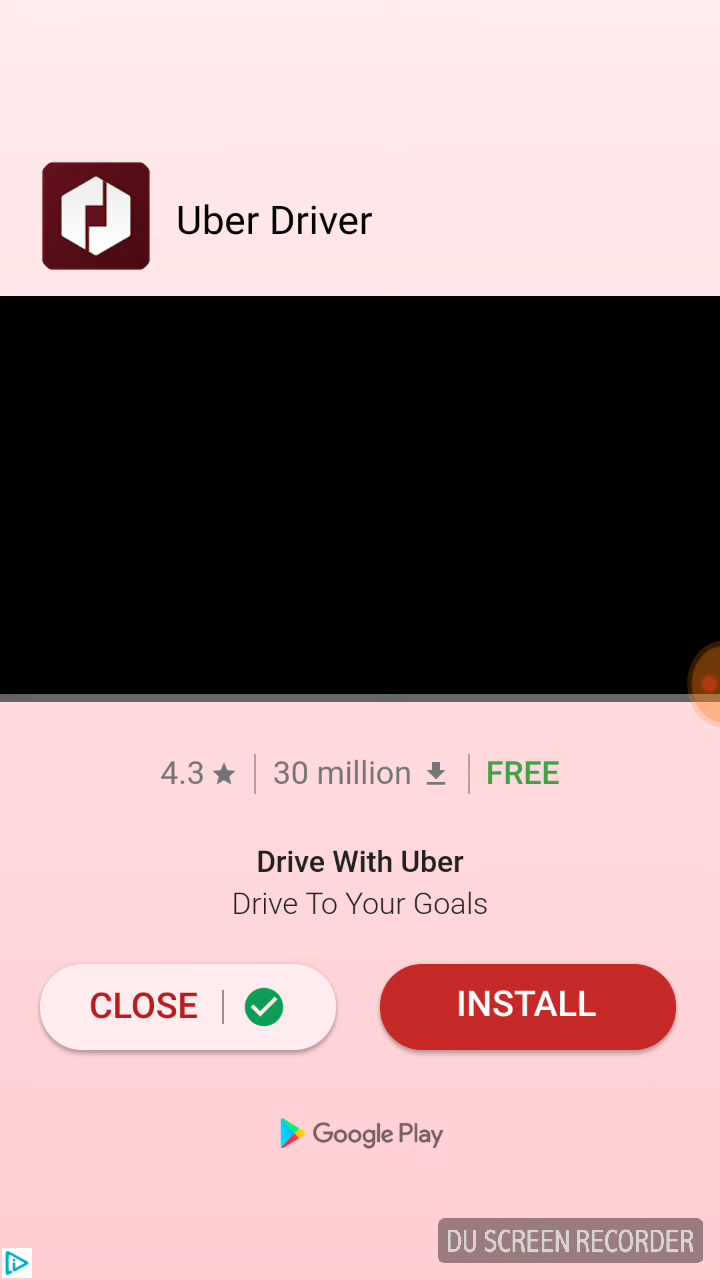 Uber Driver
4.3 30 million FREE
Drive With Uber
Drive To Your Goals
CLOSE INSTALL
Google Play
DU SCREEN RECORDER